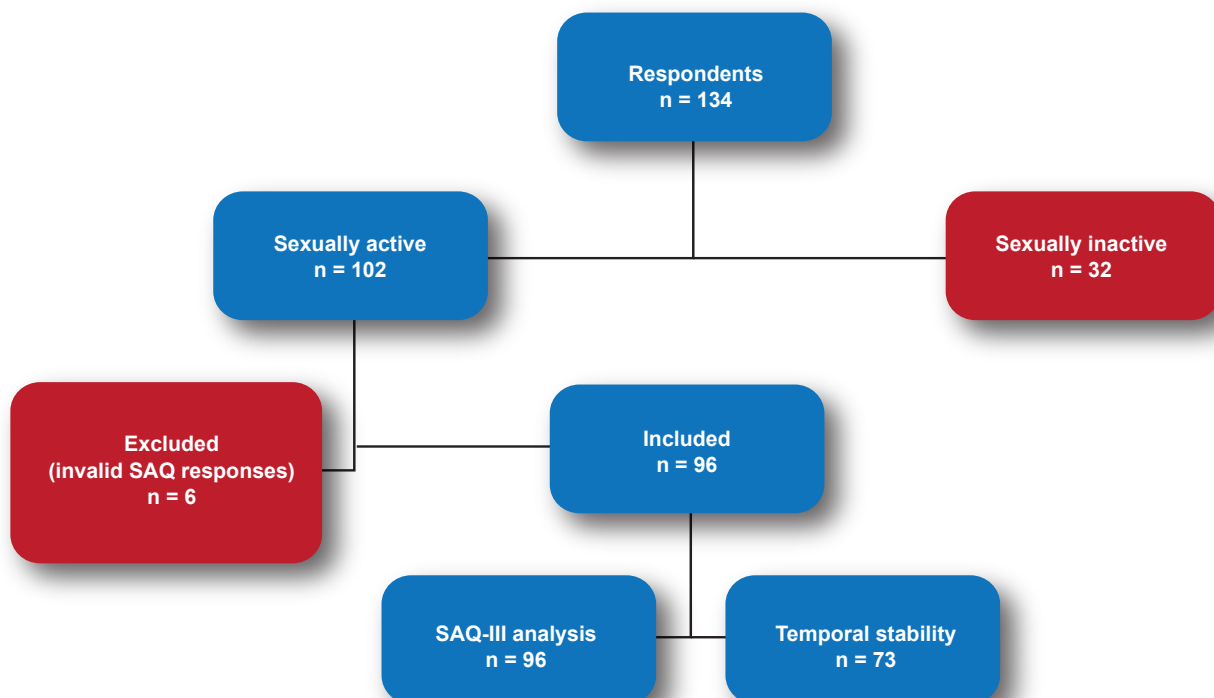 Respondents
n = 134
Sexually active
n = 102
Sexually inactive
n = 32
Excluded
(invalid SAQ responses)
n = 6
Included
n = 96
SAQ-III analysis
n = 96
Temporal stability
n = 73